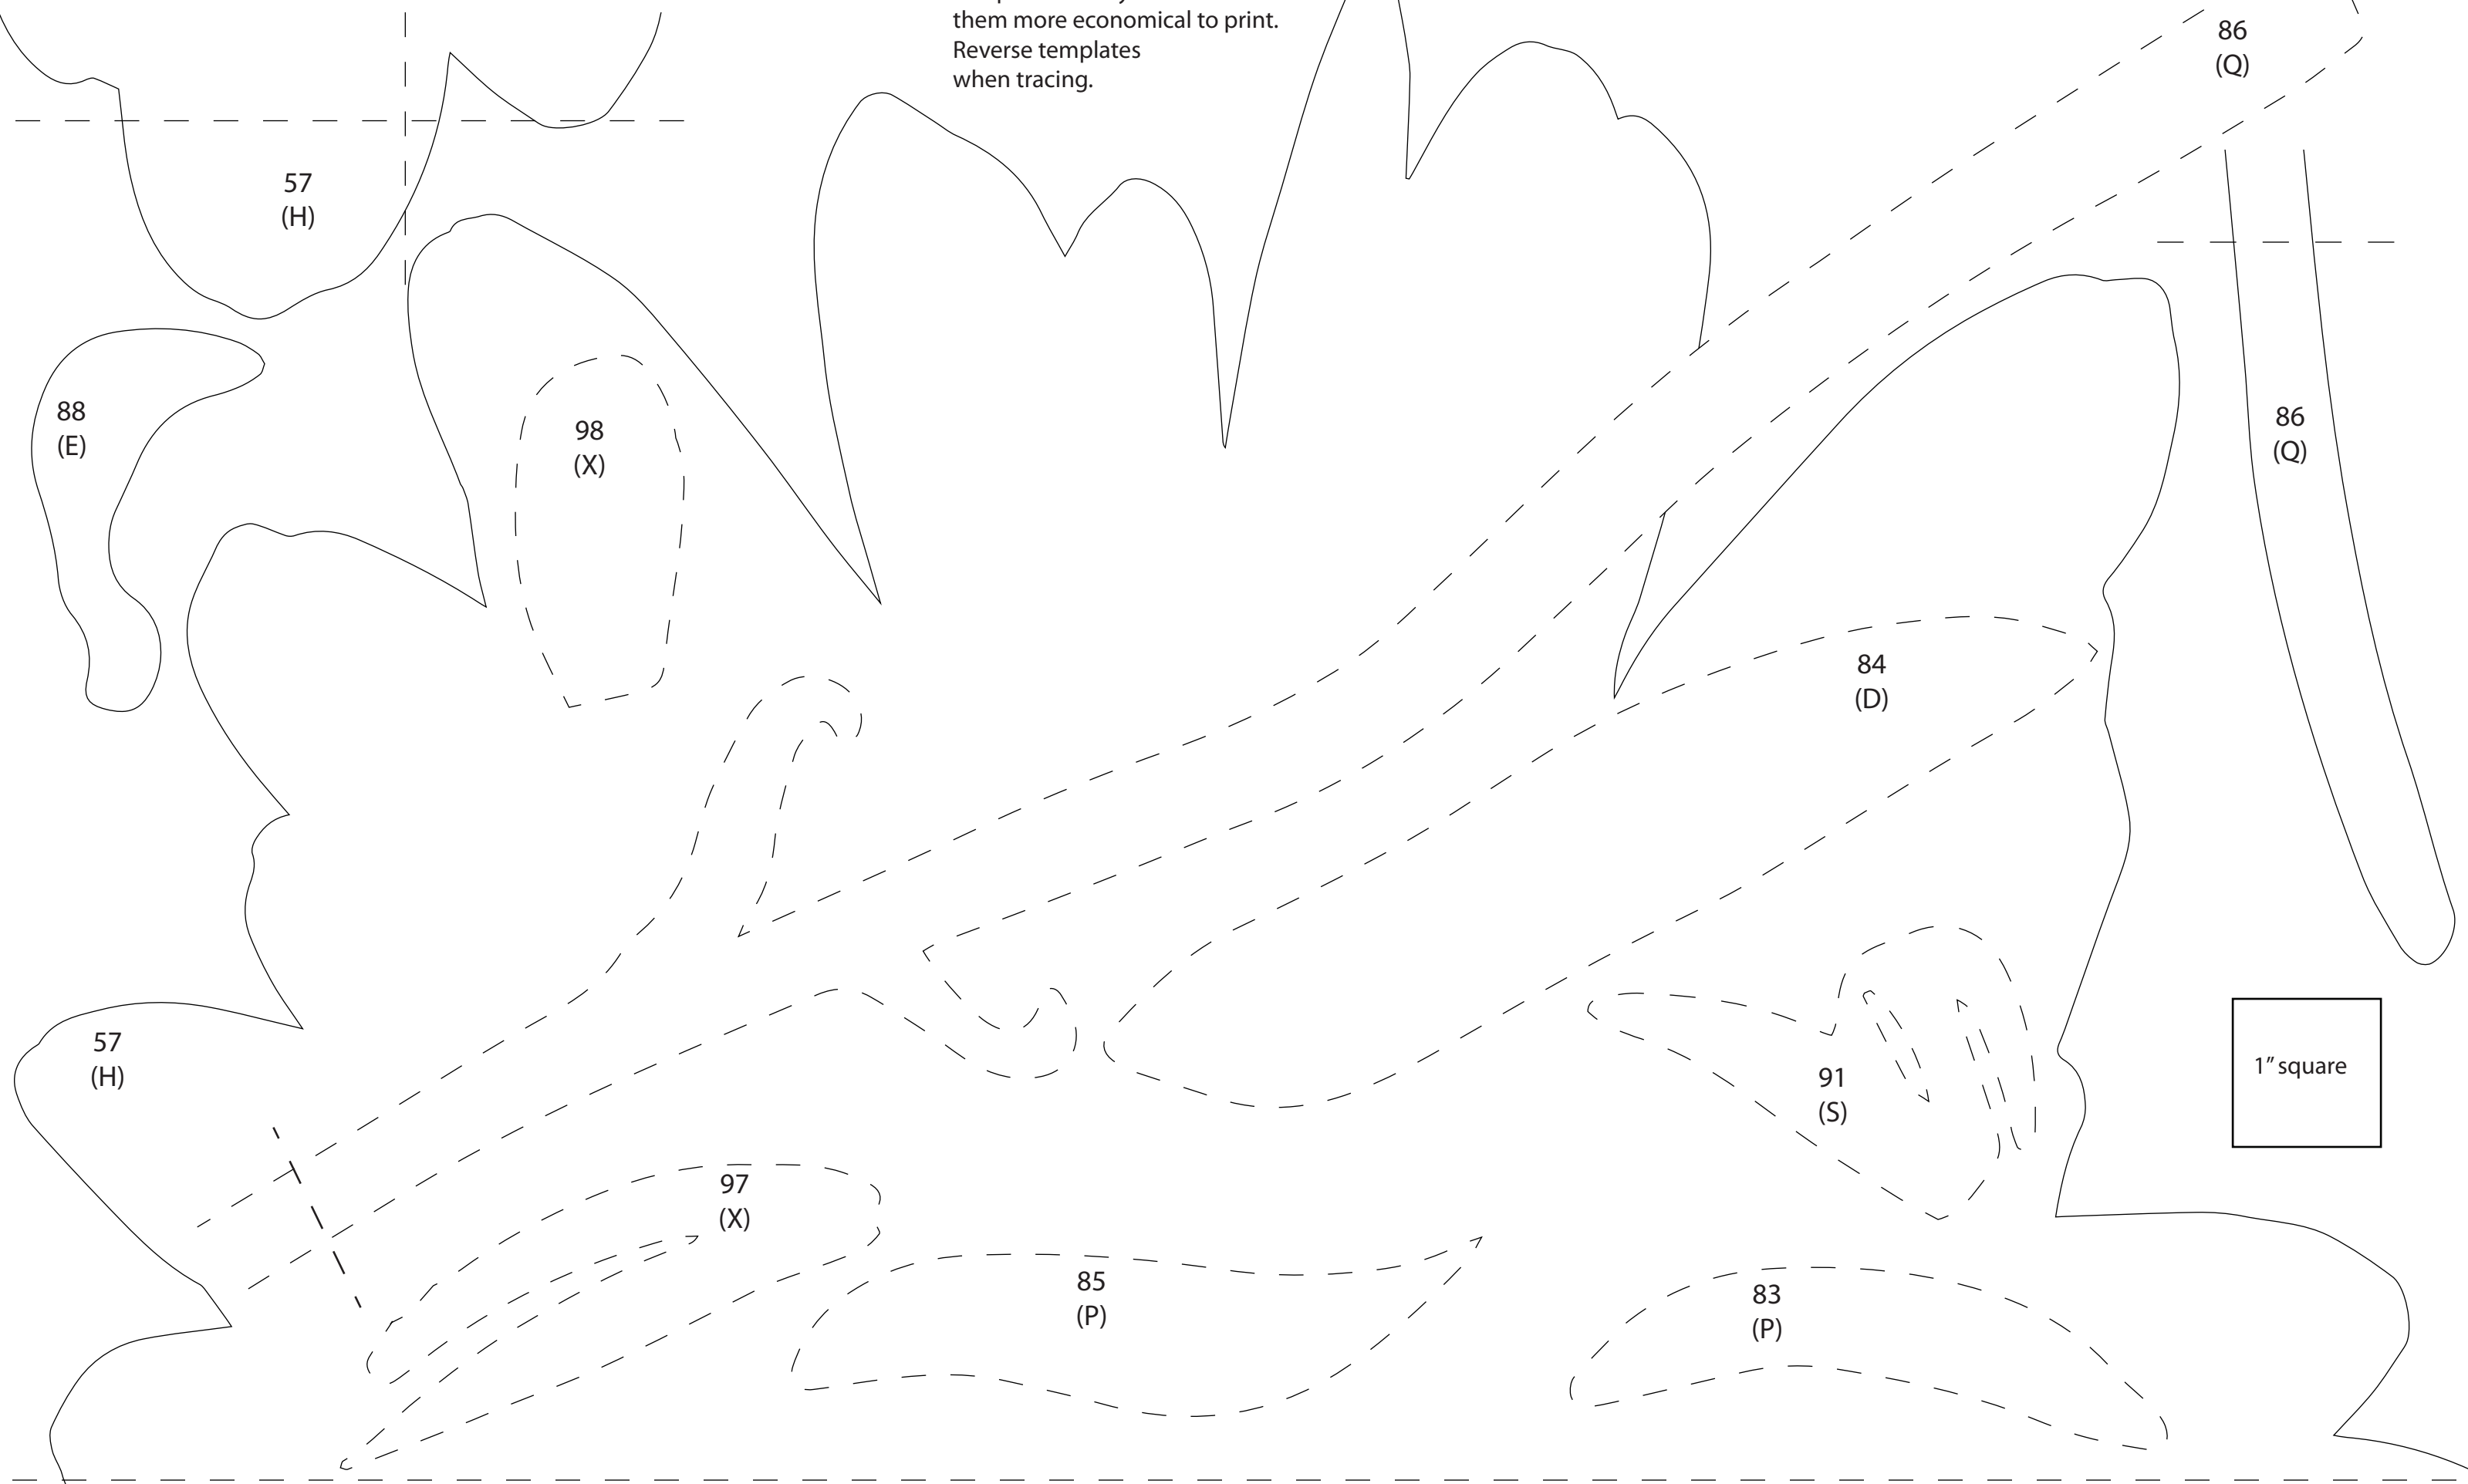 them more economical to print.
Reverse templates
when tracing.
86
(Q)
57
(H)
88
(E)
98
(X)
86
(Q)
84
(D)
57
(H)
91
(S)
1” square
97
(X)
85
(P)
83
(P)